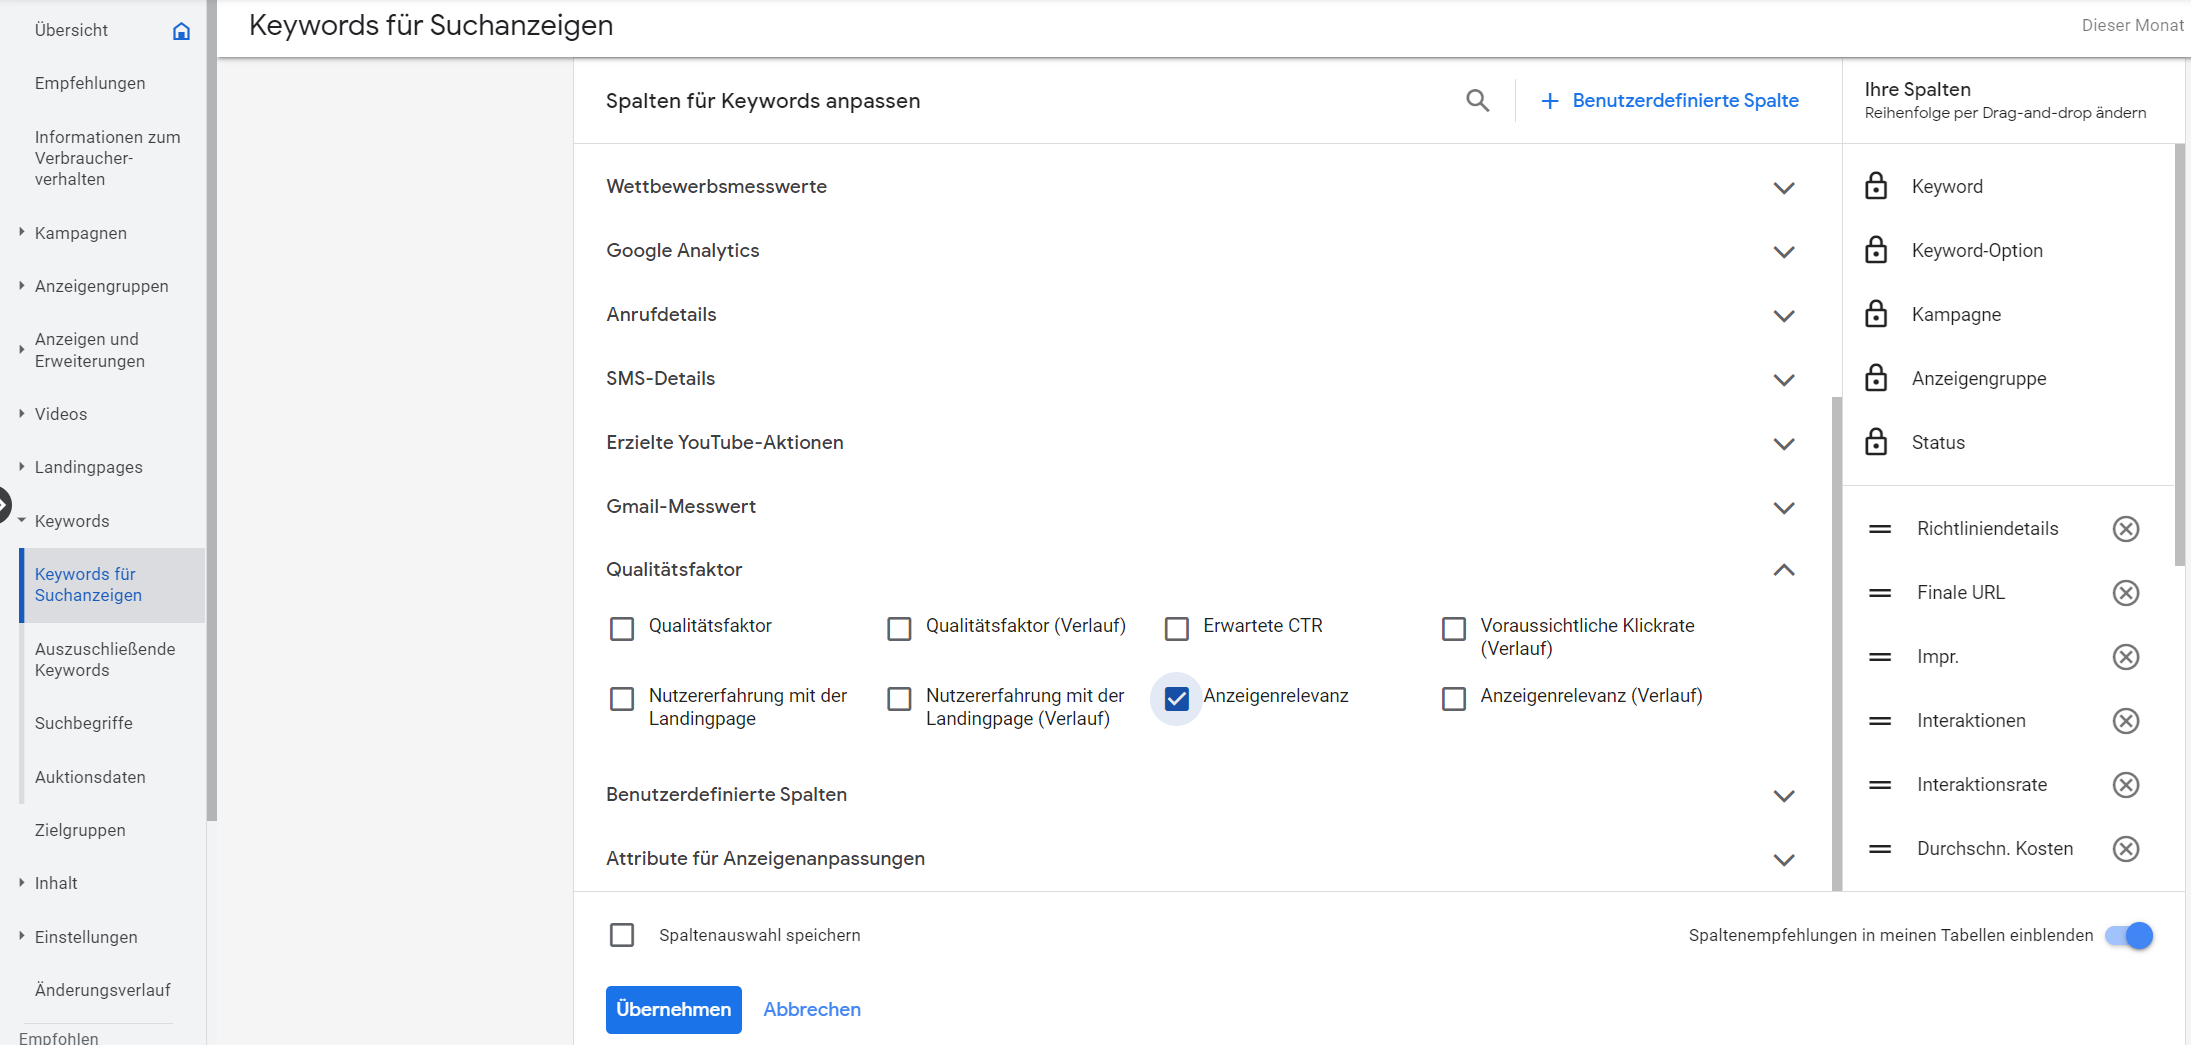 Übersicht
Empfehlungen
Informationen zum
Verbraucher-
verhalten
Kampagnen
Anzeigengruppen
Anzeigen und
Erweiterungen
Videos
Landingpages
Keywords
Keywords für
Suchanzeigen
Auszuschließende
Keywords
Suchbegriffe
Auktionsdaten
Zielgruppen
Inhalt
Einstellungen
Änderungsverlauf
Empfohlen
Keywords für Suchanzeigen
Dieser Monat
Spalten für Keywords anpassen
+ Benutzerdefinierte Spalte
Wettbewerbsmesswerte
Google Analytics
Anrufdetails
SMS-Details
Erzielte YouTube-Aktionen
Gmail-Messwert
Qualitätsfaktor
Qualitätsfaktor
Qualitätsfaktor (Verlauf)
Erwartete CTR
Voraussichtliche Klickrate
(Verlauf)
Nutzererfahrung mit der
Landingpage
Nutzererfahrung mit der
Landingpage (Verlauf)
Anzeigenrelevanz
Anzeigenrelevanz (Verlauf)
Benutzerdefinierte Spalten
Attribute für Anzeigenanpassungen
Ihre Spalten
Reihenfolge per Drag-and-drop ändern
Keyword
Keyword-Option
Kampagne
Anzeigengruppe
Status
Richtliniendetails
Finale URL
Impr.
Interaktionen
Interaktionsrate
Durchschn. Kosten
Spaltenauswahl speichern
Spaltenempfehlungen in meinen Tabellen einblenden
Übernehmen
Abbrechen